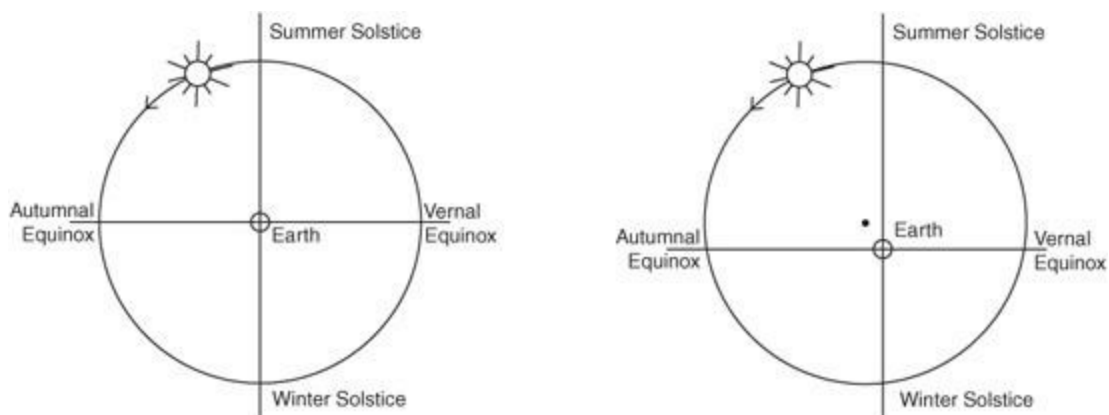 Summer Solstice
Autumnal
Equinox
Earth
Vernal
Equinox
Winter Solstice
Summer Solstice
Autumnal
Equinox
Earth
Vernal
Equinox
Winter Solstice